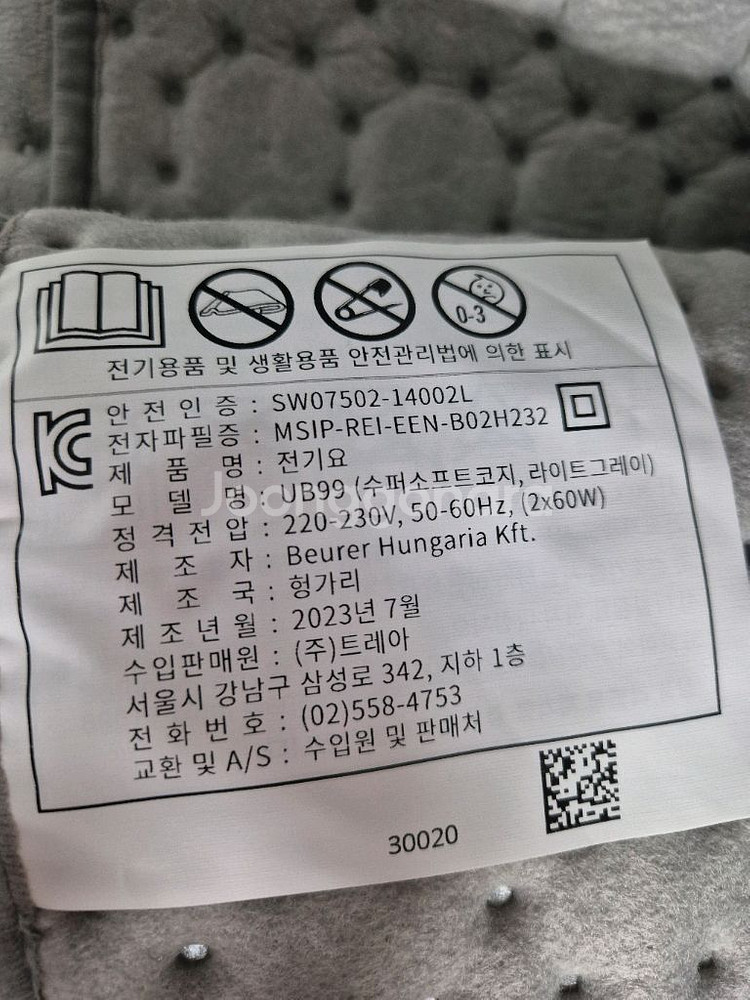 0-3
전기용품 및 생활용품 안전관리법에 의한 표시
안 전 인 증 : SW07502-14002L
전자파필증 : MSIP-REI-EEN-B02H232
제 품 명 : 전기요
모 델 명 : UB99 (수퍼소프트코지, 라이트그레이)
정 격 전 압 : 220-230V, 50-60Hz, (2x60W)
제 조 자 : Beurer Hungaria Kft.
제 조 국 : 헝가리
제 조 년 월 : 2023년 7월
수입판매원 : (주)트레아
서울시 강남구 삼성로 342, 지하 1층
전 화 번 호 : (02)558-4753
교환 및 A/S : 수입원 및 판매처
30020